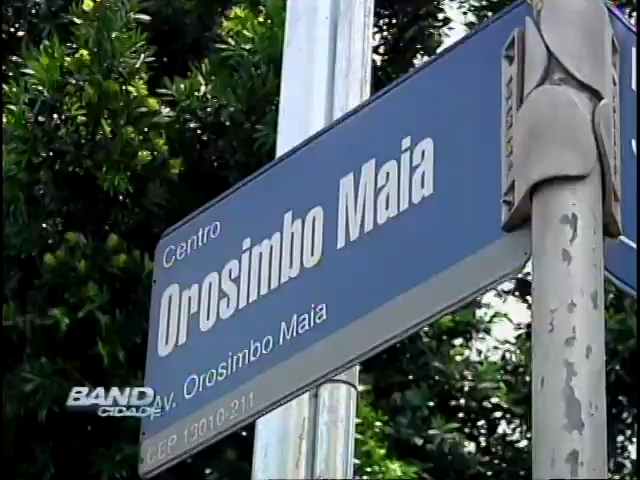 Centro
Orosimbo Maia
Av. Orosimbo Maia
CEP 13010-211
BAND
CIDADE